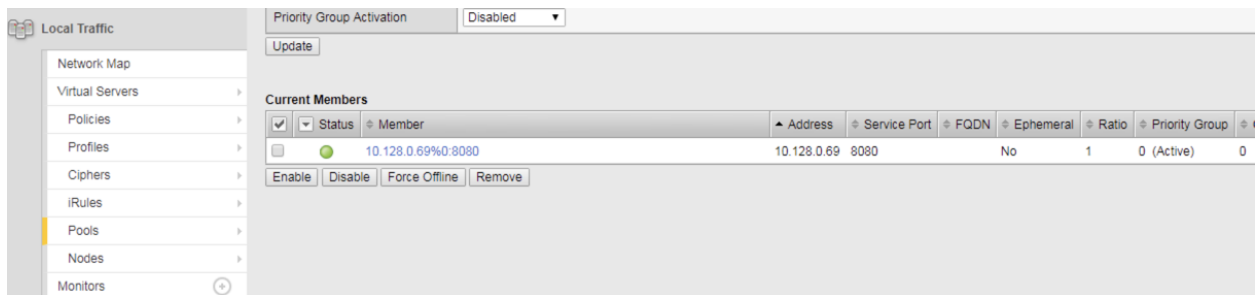 Local Traffic
Network Map
Virtual Servers
Policies
Profiles
Ciphers
iRules
Pools
Nodes
Monitors
Priority Group Activation Disabled
Update
Current Members
Status Member Address Service Port FQDN Ephemeral Ratio Priority Group
10.128.0.69%0:8080 10.128.0.69 8080 No 1 0 (Active) 0
Enable Disable Force Offline Remove